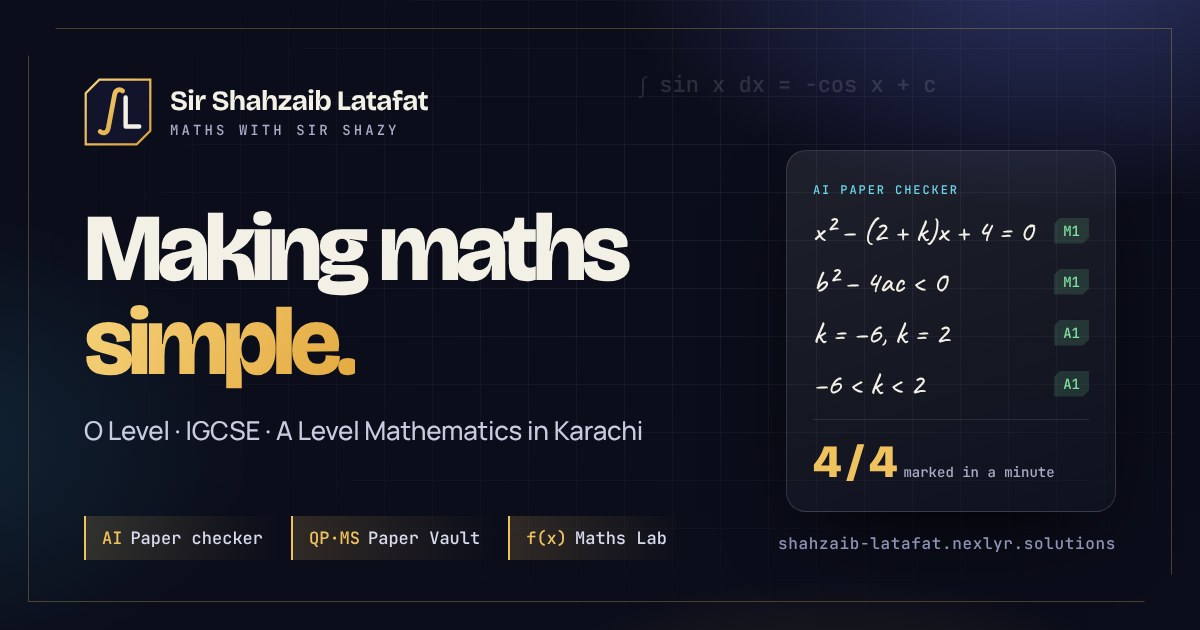 ∫ sin x dx = -cos x + c
Sir Shahzaib Latafat
MATHS WITH SIR SHAZY
Making maths
simple.
O Level · IGCSE · A Level Mathematics in Karachi
AI Paper checker
QP·MS Paper Vault
f(x) Maths Lab
AI PAPER CHECKER
x² – (2 + k)x + 4 = 0 M1
b² – 4ac < 0 M1
k = –6, k = 2 A1
–6 < k < 2 A1
4/4 marked in a minute
shahzaib-latafat.nexlyr.solutions